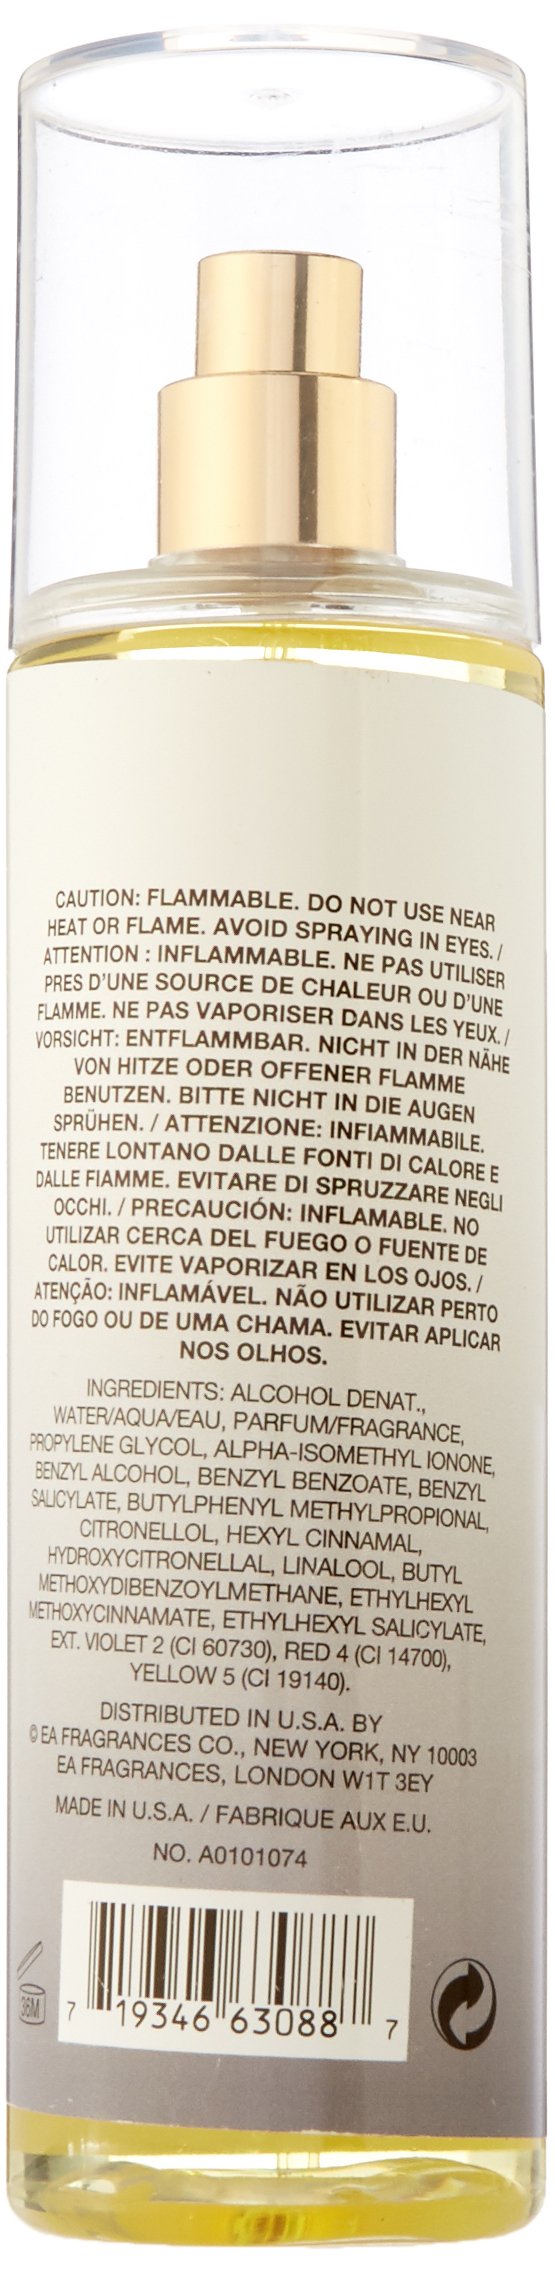 CAUTION: FLAMMABLE. DO NOT USE NEAR
HEAT OR FLAME. AVOID SPRAYING IN EYES. /
ATTENTION : INFLAMMABLE. NE PAS UTILISER
PRES D'UNE SOURCE DE CHALEUR OU D'UNE
FLAMME. NE PAS VAPORISER DANS LES YEUX. /
VORSICHT: ENTFLAMMBAR. NICHT IN DER NÄHE
VON HITZE ODER OFFENER FLAMME
BENUTZEN. BITTE NICHT IN DIE AUGEN
SPRÜHEN. / ATTENZIONE: INFIAMMABILE.
TENERE LONTANO DALLE FONTI DI CALORE E
DALLE FIAMME. EVITARE DI SPRUZZARE NEGLI
OCCHI. / PRECAUCIÓN: INFLAMABLE. NO
UTILIZAR CERCA DEL FUEGO O FUENTE DE
CALOR. EVITE VAPORIZAR EN LOS OJOS. /
ATENÇÃO: INFLAMÁVEL. NÃO UTILIZAR PERTO
DO FOGO OU DE UMA CHAMA. EVITAR APLICAR
NOS OLHOS.
INGREDIENTS: ALCOHOL DENAT.,
WATER/AQUA/EAU, PARFUM/FRAGRANCE,
PROPYLENE GLYCOL, ALPHA-ISOMETHYL IONONE,
BENZYL ALCOHOL, BENZYL BENZOATE, BENZYL
SALICYLATE, BUTYLPHENYL METHYLPROPIONAL,
CITRONELLOL, HEXYL CINNAMAL,
HYDROXYCITRONELLAL, LINALOOL, BUTYL
METHOXYDIBENZOYLMETHANE, ETHYLHEXYL
METHOXYCINNAMATE, ETHYLHEXYL SALICYLATE,
EXT. VIOLET 2 (CI 60730), RED 4 (CI 14700),
YELLOW 5 (CI 19140).
DISTRIBUTED IN U.S.A. BY
© EA FRAGRANCES CO., NEW YORK, NY 10003
EA FRAGRANCES, LONDON W1T 3EY
MADE IN U.S.A. / FABRIQUE AUX E.U.
NO. A0101074
36M
7 19346 63088 7